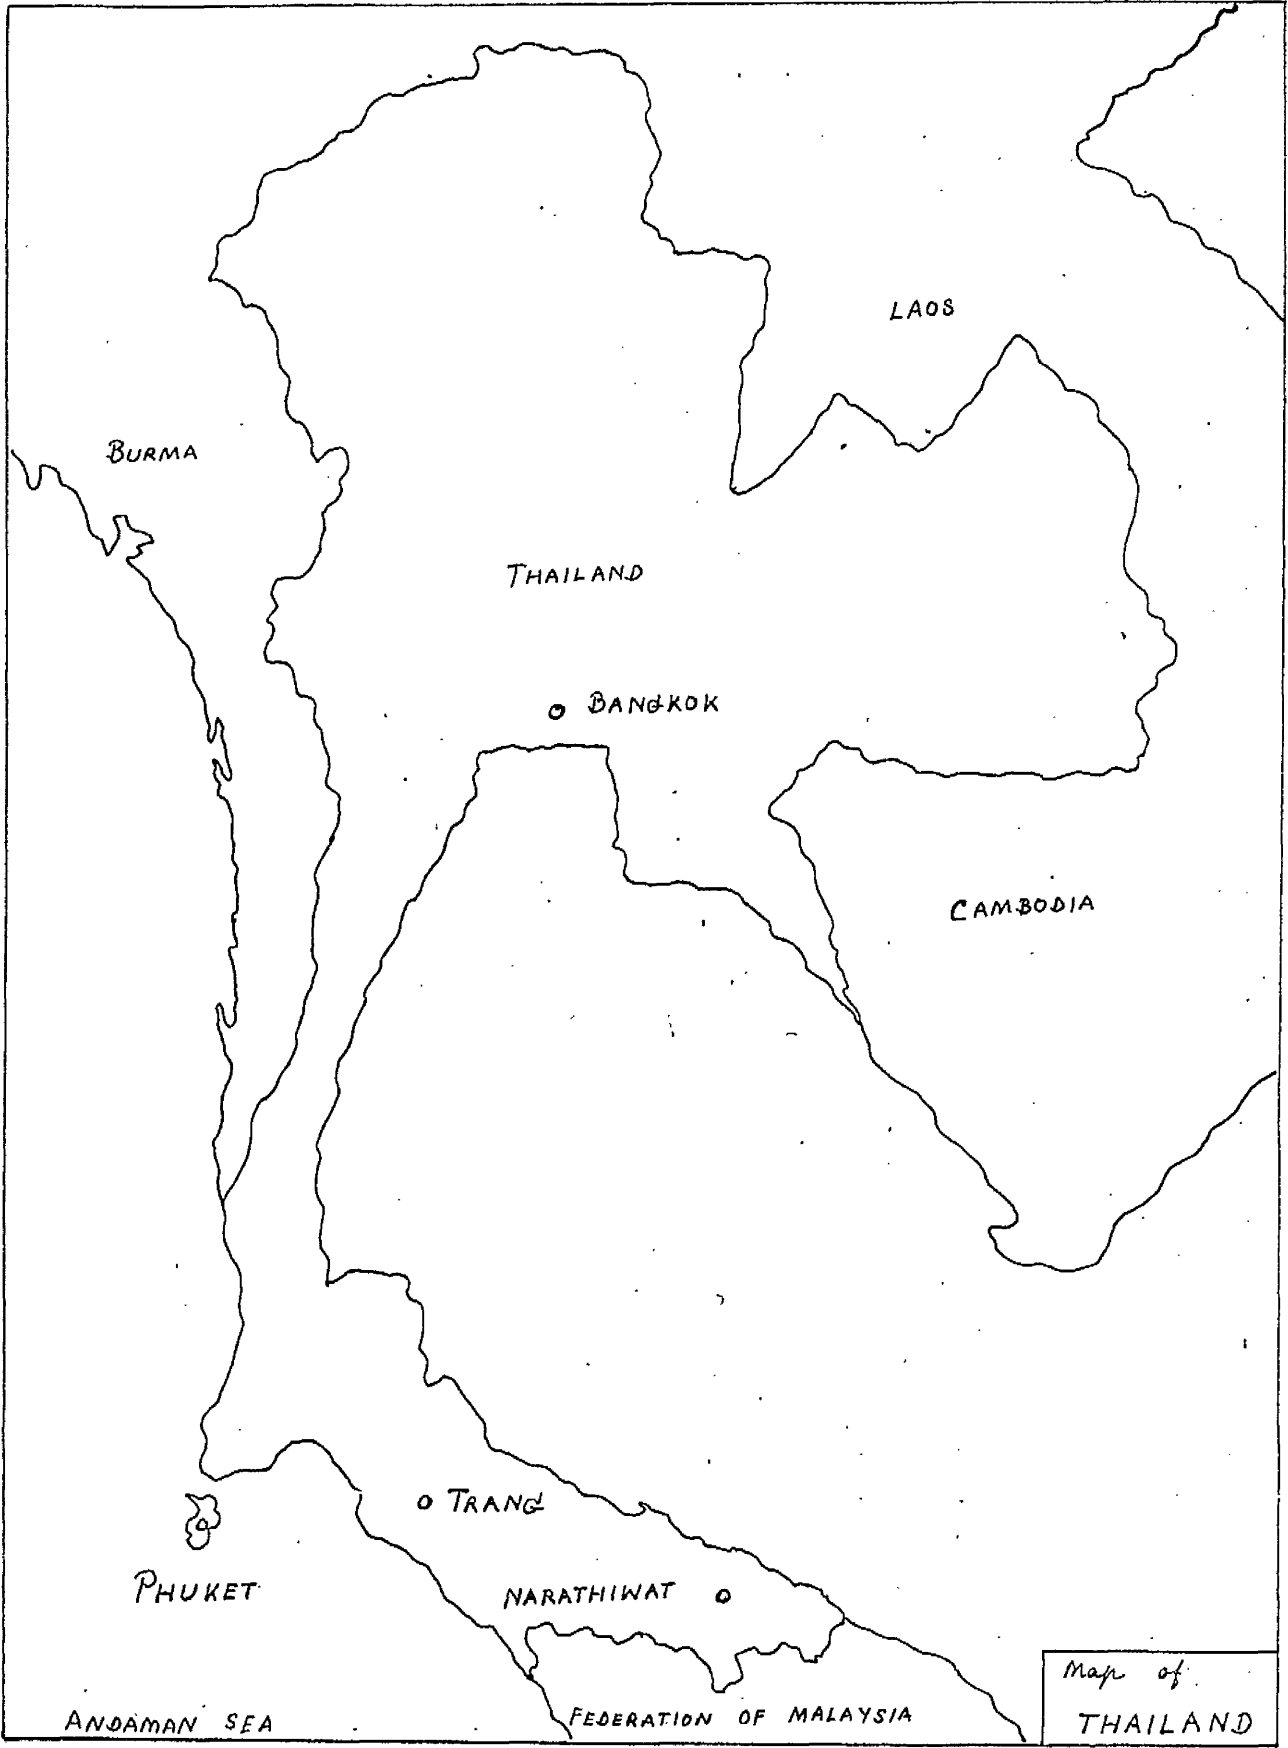 LAOS
BURMA
THAILAND
BANGKOK
CAMBODIA
TRANG
PHUKET
NARATHIWAT
Map of
THAILAND
ANDAMAN SEA
FEDERATION OF MALAYSIA